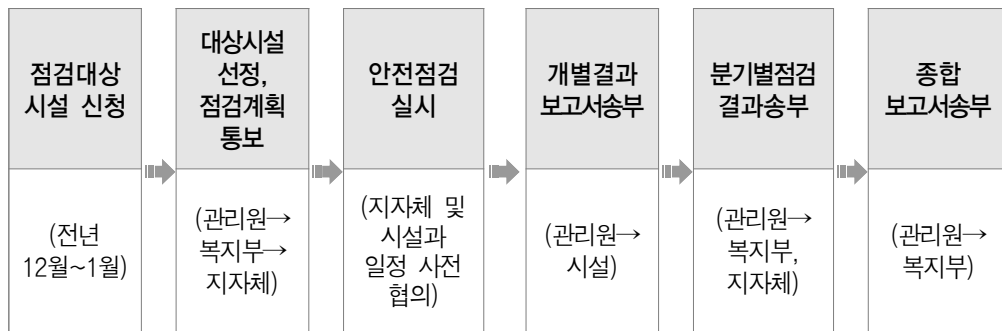 점검대상
시설 신청
(전년
12월~1월)
대상시설
선정,
점검계획
통보
(관리원→
복지부→
지자체)
안전점검
실시
(지자체 및
시설과
일정 사전
협의)
개별결과
보고서송부
(관리원→
시설)
분기별점검
결과송부
(관리원→
복지부,
지자체)
종합
보고서송부
(관리원→
복지부)